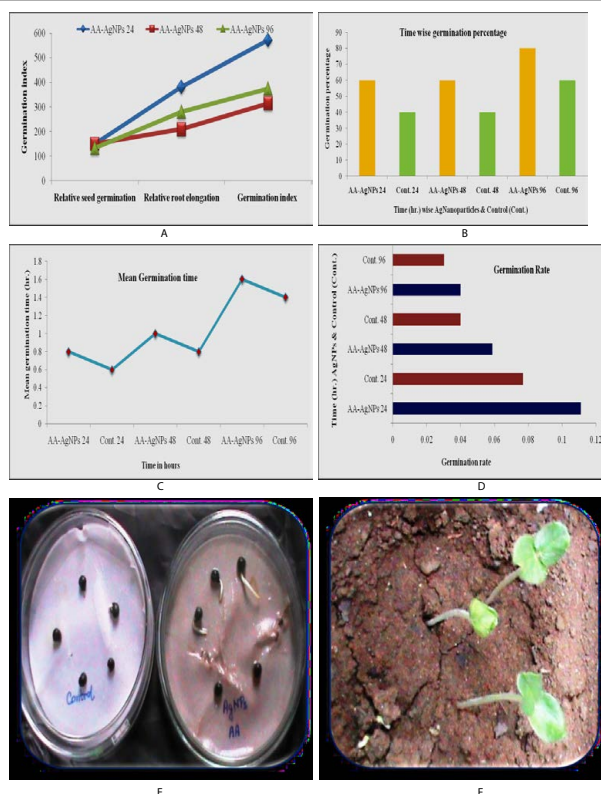 AA-AgNPs 24 AA-AgNPs 48 AA-AgNPs 96
Germination index
600
500
400
300
200
100
0
Relative seed germination Relative root elongation Germination index
A
Time wise germination percentage
Germination percentage
90
80
70
60
50
40
30
20
10
0
AA-AgNPs 24 Cont. 24 AA-AgNPs 48 Cont. 48 AA-AgNPs 96 Cont. 96
Time (hr.) wise AgNanoparticles & Control (Cont.)
B
Mean Germination time
Mean germination time (hr.)
1.8
1.6
1.4
1.2
1
0.8
0.6
0.4
0.2
0
AA-AgNPs 24 Cont. 24 AA-AgNPs 48 Cont. 48 AA-AgNPs 96 Cont. 96
Time in hours
C
Germination Rate
Time (hr.) AgNPs & Control (Cont.)
Cont. 96
AA-AgNPs 96
Cont. 48
AA-AgNPs 48
Cont. 24
AA-AgNPs 24
0 0.02 0.04 0.06 0.08 0.1 0.12
Germination rate
D
Control
AgNPs
AA